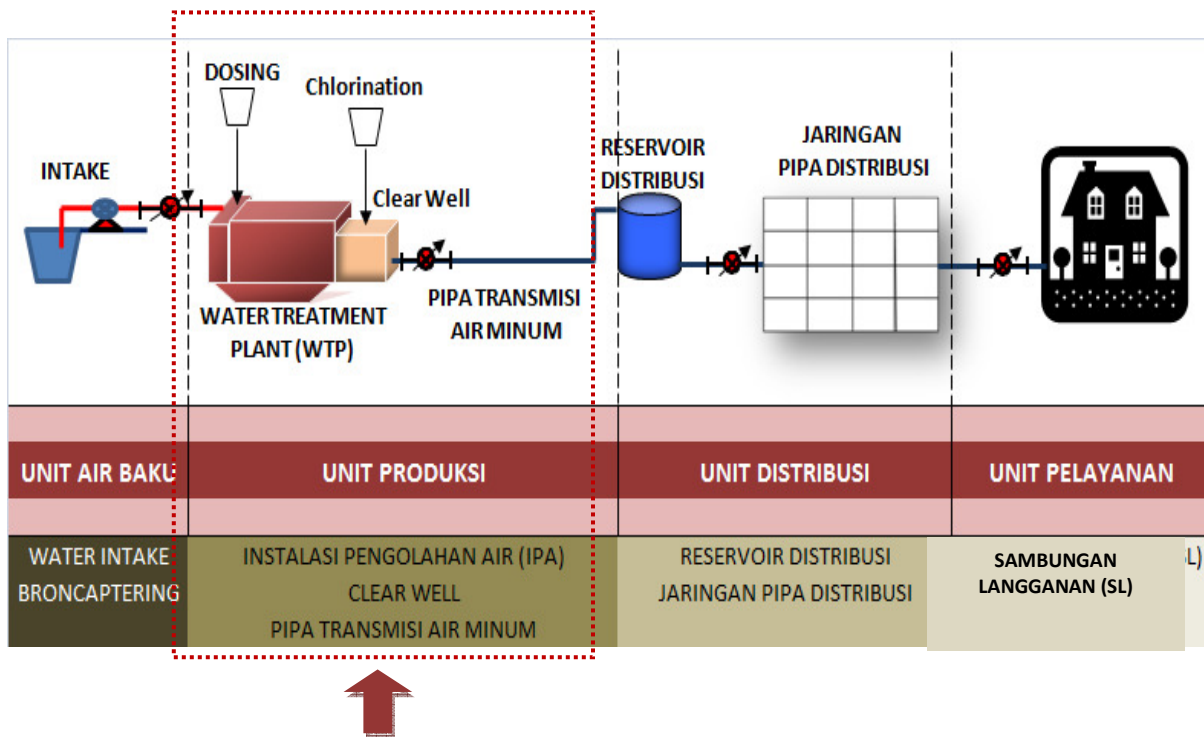 DOSING
Chlorination
INTAKE
Clear Well
WATER TREATMENT
PLANT (WTP)
PIPA TRANSMISI
AIR MINUM
RESERVOIR
DISTRIBUSI
JARINGAN
PIPA DISTRIBUSI
UNIT AIR BAKU
UNIT PRODUKSI
UNIT DISTRIBUSI
UNIT PELAYANAN
WATER INTAKE
BRONCAPTERING
INSTALASI PENGOLAHAN AIR (IPA)
CLEAR WELL
PIPA TRANSMISI AIR MINUM
RESERVOIR DISTRIBUSI
JARINGAN PIPA DISTRIBUSI
SAMBUNGAN
LANGGANAN (SL)